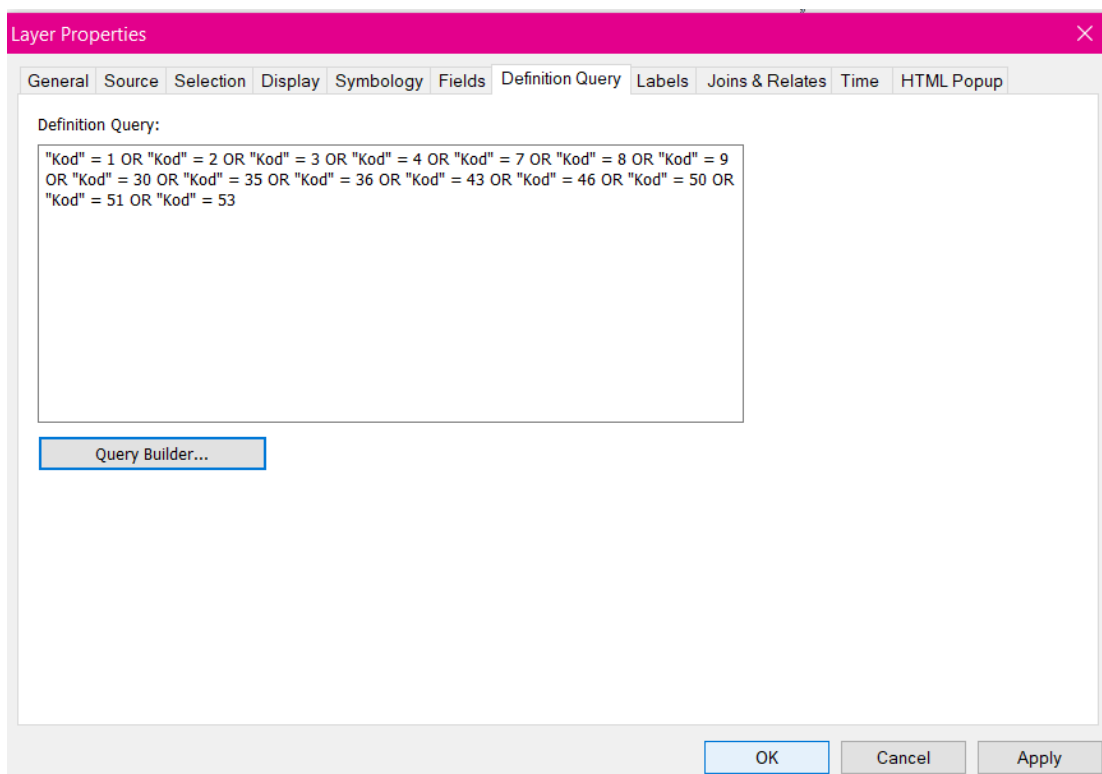 Layer Properties
General Source Selection Display Symbology Fields Definition Query Labels Joins & Relates Time HTML Popup
Definition Query:
"Kod" = 1 OR "Kod" = 2 OR "Kod" = 3 OR "Kod" = 4 OR "Kod" = 7 OR "Kod" = 8 OR "Kod" = 9
OR "Kod" = 30 OR "Kod" = 35 OR "Kod" = 36 OR "Kod" = 43 OR "Kod" = 46 OR "Kod" = 50 OR
"Kod" = 51 OR "Kod" = 53
Query Builder...
OK Cancel Apply